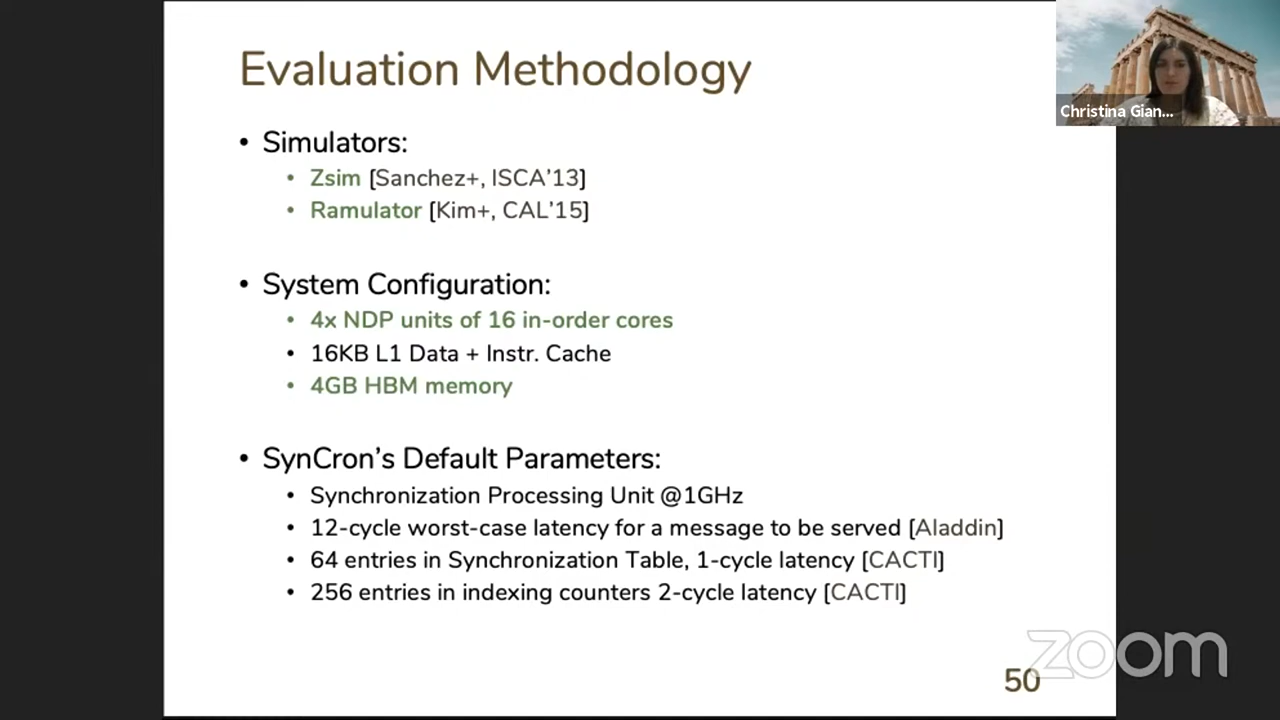 Evaluation Methodology
Christina Gian...
• Simulators:
• Zsim [Sanchez+, ISCA'13]
• Ramulator [Kim+, CAL'15]
• System Configuration:
• 4x NDP units of 16 in-order cores
• 16KB L1 Data + Instr. Cache
• 4GB HBM memory
• SynCron's Default Parameters:
• Synchronization Processing Unit @1GHz
• 12-cycle worst-case latency for a message to be served [Aladdin]
• 64 entries in Synchronization Table, 1-cycle latency [CACTI]
• 256 entries in indexing counters 2-cycle latency [CACTI]
zoom
50